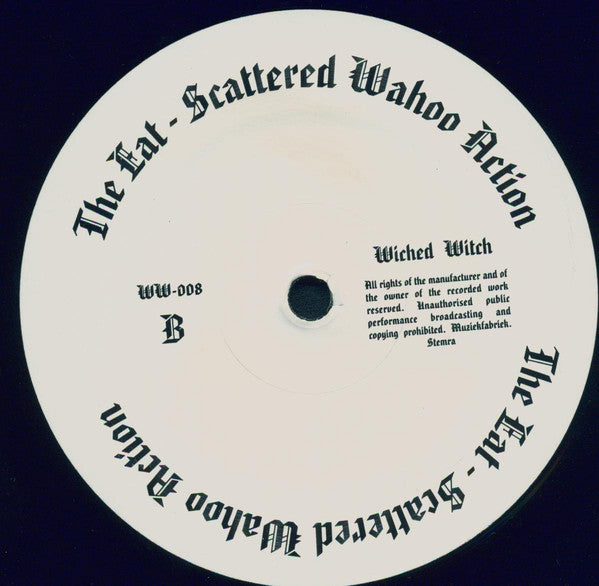 The Eat - Scattered Wahoo Action
Wiched Witch
All rights of the manufacturer and of
the owner of the recorded work
reserved. Unauthorised public
performance broadcasting and
copying prohibited. Muziekfabriek.
Stemra
WW-008
B
The Eat - Scattered Wahoo Action